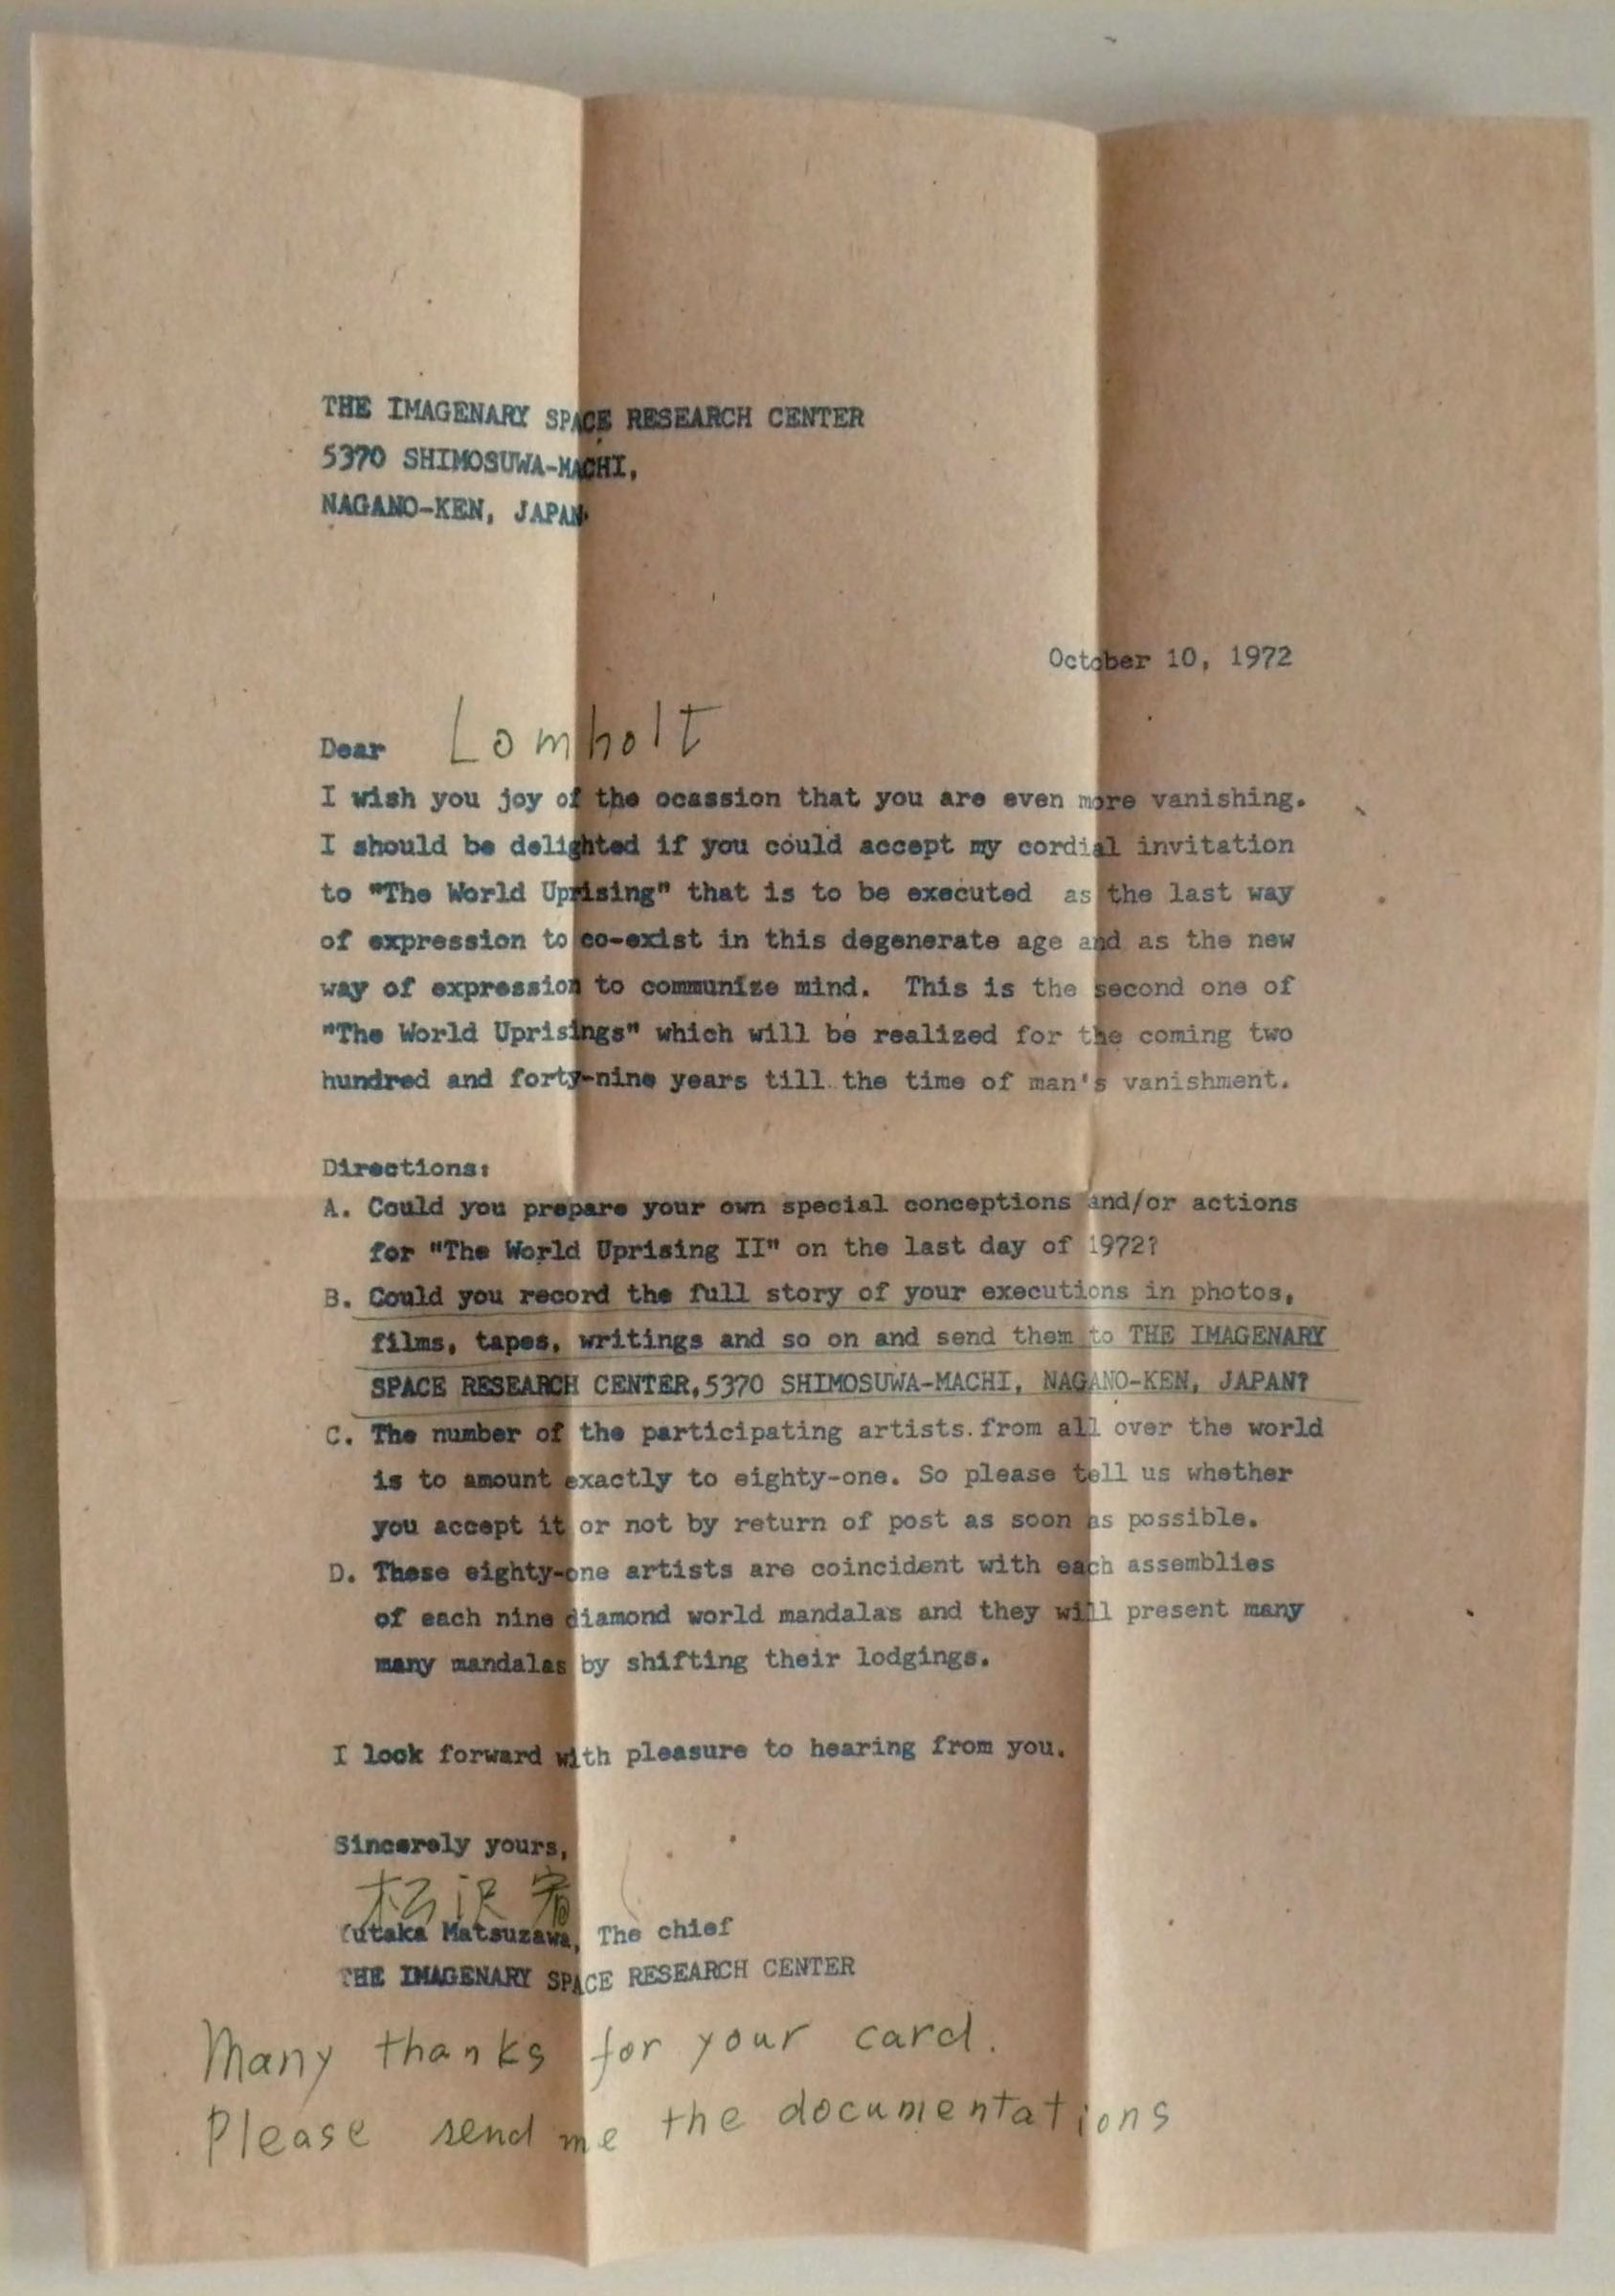 THE IMAGENARY SPACE RESEARCH CENTER
5370 SHIMOSUWA-MACHI,
NAGANO-KEN, JAPAN
October 10, 1972
Dear Lomholt
I wish you joy of the ocassion that you are even more vanishing.
I should be delighted if you could accept my cordial invitation
to "The World Uprising" that is to be executed as the last way
of expression to co-exist in this degenerate age and as the new
way of expression to communize mind. This is the second one of
"The World Uprisings" which will be realized for the coming two
hundred and forty-nine years till the time of man's vanishment.
Directions:
A. Could you prepare your own special conceptions and/or actions
for "The World Uprising II" on the last day of 1972?
B. Could you record the full story of your executions in photos,
films, tapes, writings and so on and send them to THE IMAGENARY
SPACE RESEARCH CENTER,5370 SHIMOSUWA-MACHI, NAGANO-KEN, JAPAN?
C. The number of the participating artists.from all over the world
is to amount exactly to eighty-one. So please tell us whether
you accept it or not by return of post as soon as possible.
D. These eighty-one artists are coincident with each assemblies
of each nine diamond world mandalas and they will present many
many mandalas by shifting their lodgings.
I look forward with pleasure to hearing from you.
Sincerely yours,
松沢宥
Yutaka Matsuzawa, The chief
THE IMAGENARY SPACE RESEARCH CENTER
Many thanks for your card.
Please send me the documentations